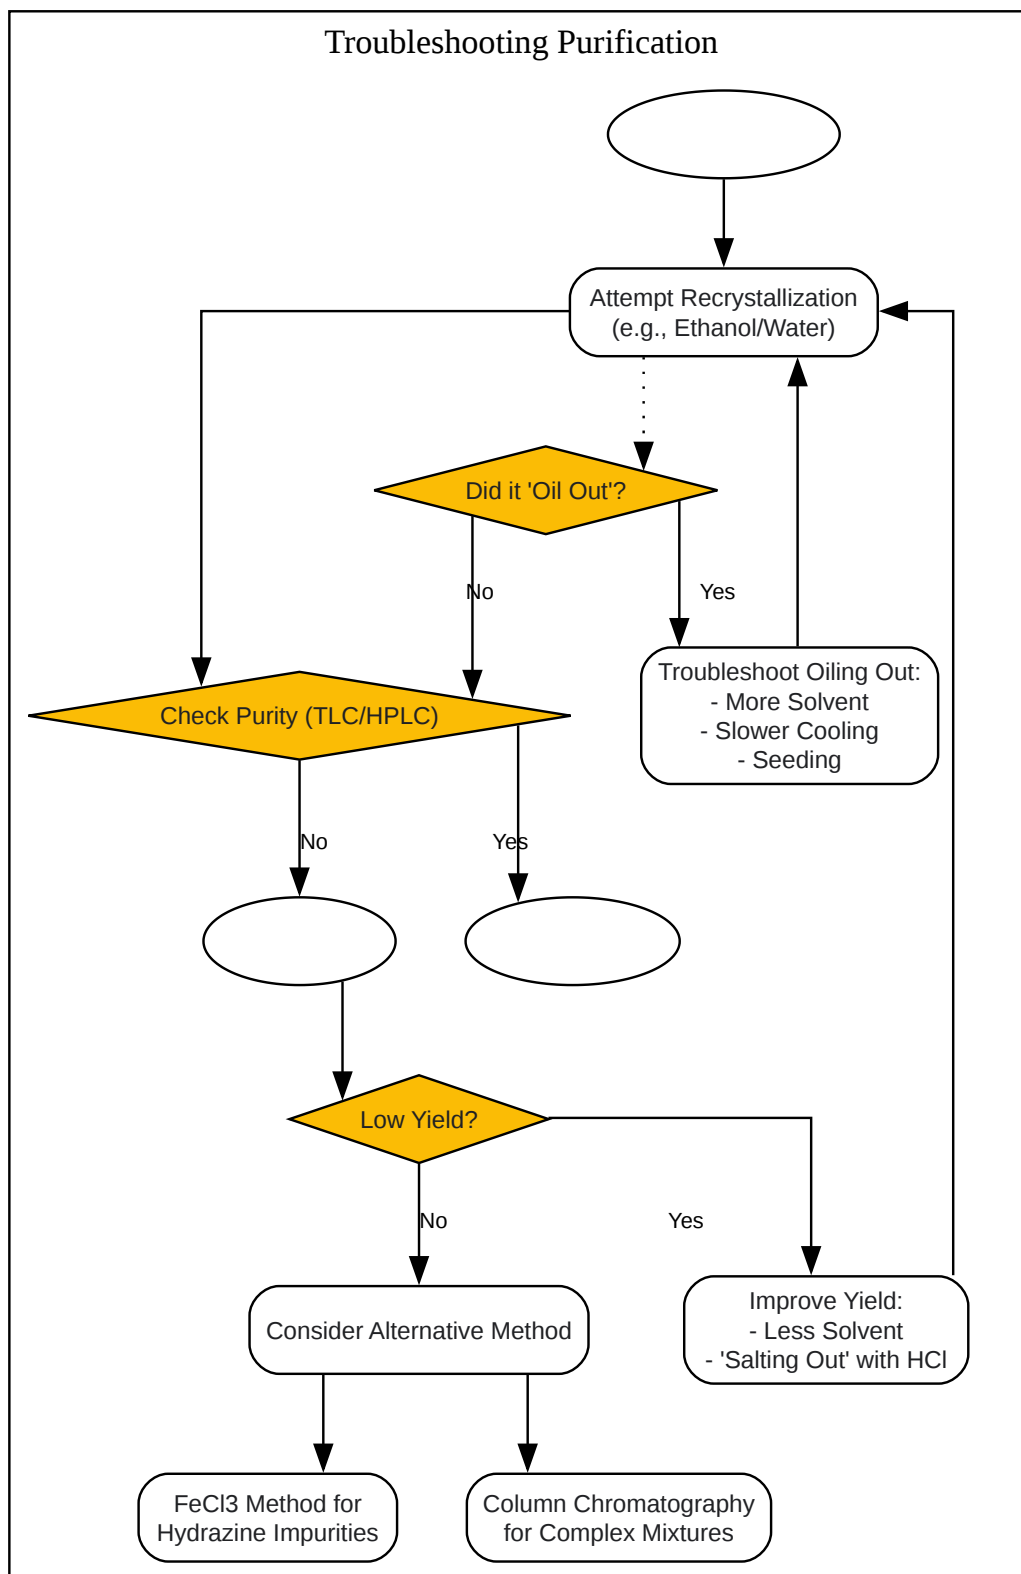 Troubleshooting Purification
Attempt Recrystallization
(e.g., Ethanol/Water)
Did it 'Oil Out'?
No
Yes
Troubleshoot Oiling Out:
- More Solvent
- Slower Cooling
- Seeding
Check Purity (TLC/HPLC)
No
Yes
Low Yield?
No
Yes
Improve Yield:
- Less Solvent
- 'Salting Out' with HCl
Consider Alternative Method
FeCl3 Method for
Hydrazine Impurities
Column Chromatography
for Complex Mixtures